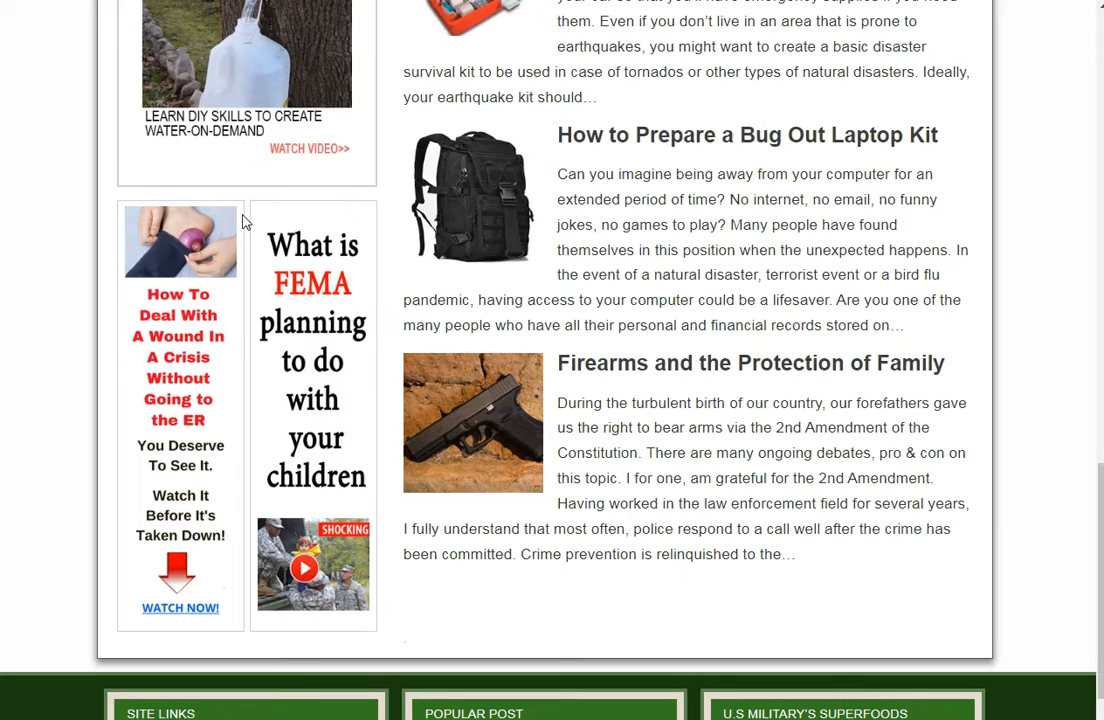 LEARN DIY SKILLS TO CREATE
WATER-ON-DEMAND
WATCH VIDEO>>
How To
Deal With
A Wound In
A Crisis
Without
Going to
the ER
You Deserve
To See It.
Watch It
Before It's
Taken Down!
WATCH NOW!
What is
FEMA
planning
to do
with
your
children
SHOCKING
them. Even if you don’t live in an area that is prone to
earthquakes, you might want to create a basic disaster
survival kit to be used in case of tornados or other types of natural disasters. Ideally,
your earthquake kit should…
How to Prepare a Bug Out Laptop Kit
Can you imagine being away from your computer for an
extended period of time? No internet, no email, no funny
jokes, no games to play? Many people have found
themselves in this position when the unexpected happens. In
the event of a natural disaster, terrorist event or a bird flu
pandemic, having access to your computer could be a lifesaver. Are you one of the
many people who have all their personal and financial records stored on…
Firearms and the Protection of Family
During the turbulent birth of our country, our forefathers gave
us the right to bear arms via the 2nd Amendment of the
Constitution. There are many ongoing debates, pro & con on
this topic. I for one, am grateful for the 2nd Amendment.
Having worked in the law enforcement field for several years,
I fully understand that most often, police respond to a call well after the crime has
been committed. Crime prevention is relinquished to the…
SITE LINKS
POPULAR POST
U.S MILITARY'S SUPERFOODS